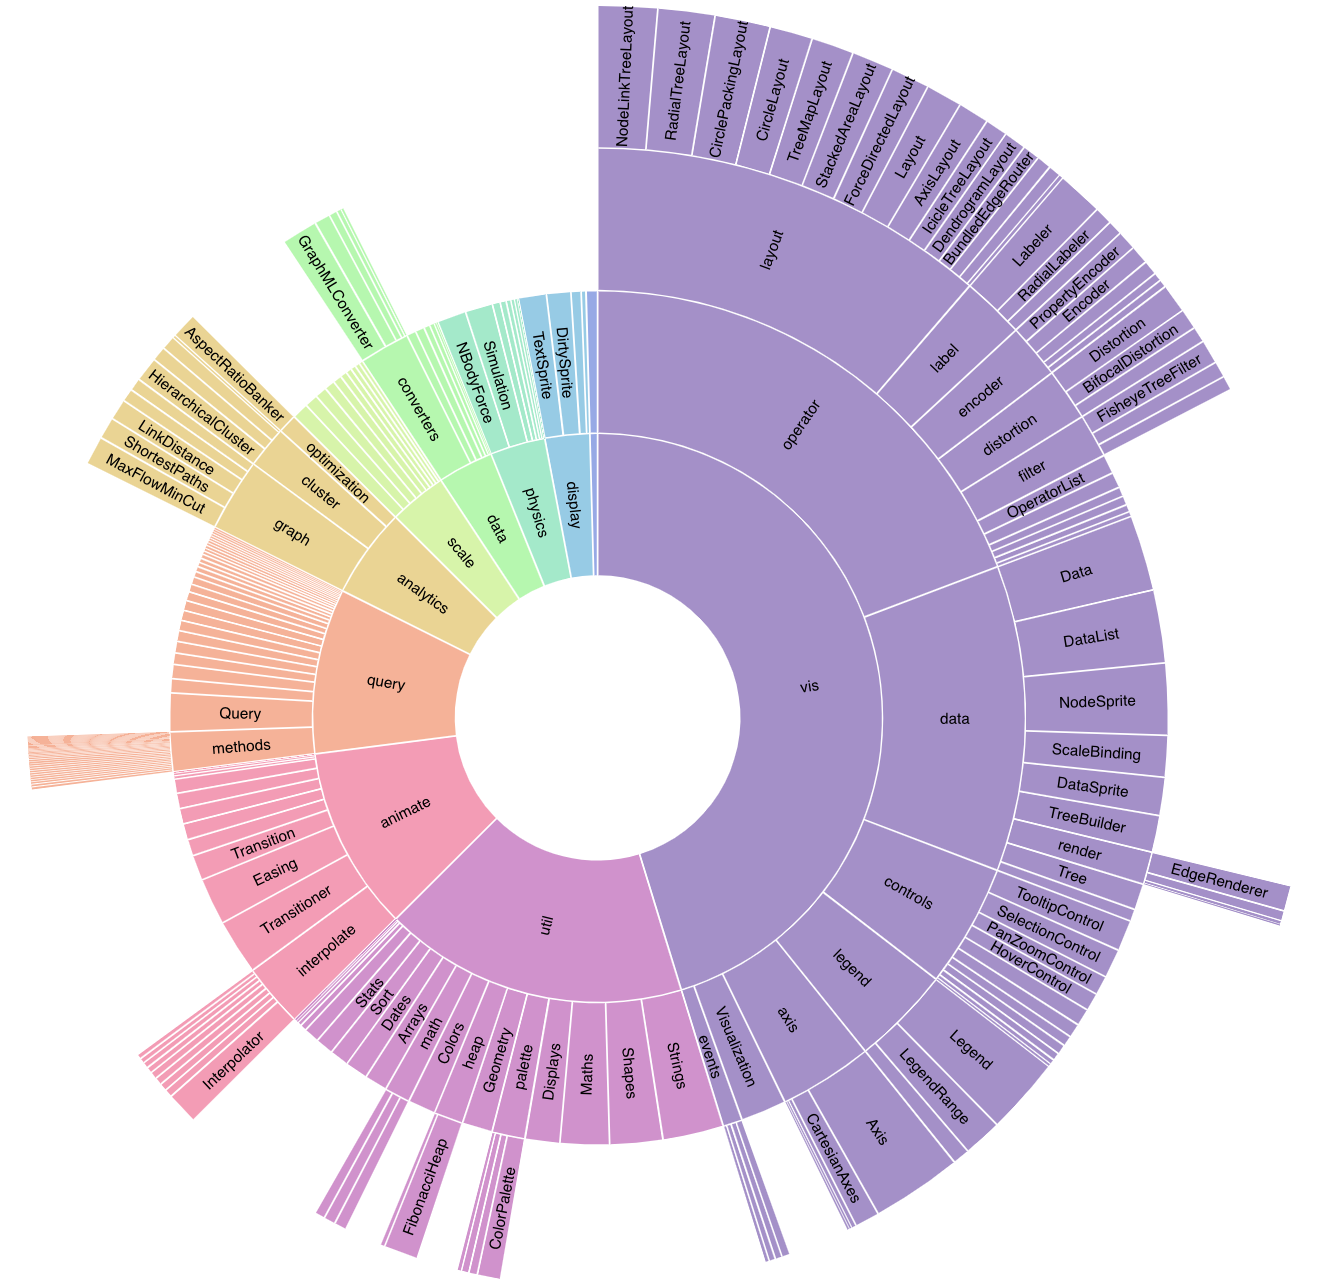 NodeLinkTreeLayout
RadialTreeLayout
CirclePackingLayout
CircleLayout
TreeMapLayout
StackedAreaLayout
ForceDirectedLayout
Layout
AxisLayout
IcicleTreeLayout
DendrogramLayout
BundledEdgeRouter
layout
Labeler
RadialLabeler
label
PropertyEncoder
Encoder
encoder
Distortion
BifocalDistortion
distortion
FisheyeTreeFilter
filter
OperatorList
operator
vis
Data
DataList
NodeSprite
ScaleBinding
DataSprite
TreeBuilder
render
EdgeRenderer
Tree
data
TooltipControl
SelectionControl
PanZoomControl
HoverControl
controls
Legend
LegendRange
legend
Axis
CartesianAxes
axis
Visualization
events
util
Strings
Shapes
Maths
Displays
palette
ColorPalette
Geometry
heap
FibonacciHeap
Colors
math
Arrays
Dates
Sort
Stats
animate
interpolate
Interpolator
Transitioner
Easing
Transition
query
methods
Query
analytics
graph
MaxFlowMinCut
ShortestPaths
LinkDistance
cluster
HierarchicalCluster
optimization
AspectRatioBanker
scale
data
converters
GraphMLConverter
physics
NBodyForce
Simulation
display
TextSprite
DirtySprite